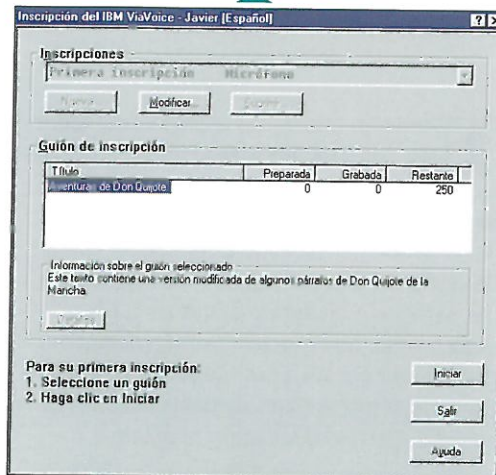 Inscripción del IBM ViaVoice - Javier [Español]
Inscripciones
Primera inscripción Micrófono
Modificar
Guión de inscripción
Título Preparada Grabada Restante
Aventuras de Don Quijote 0 0 250
Información sobre el guión seleccionado
Este texto contiene una versión modificada de algunos párrafos de Don Quijote de la
Mancha.
Para su primera inscripción:
1. Seleccione un guión
2. Haga clic en Iniciar
Iniciar
Salir
Ayuda